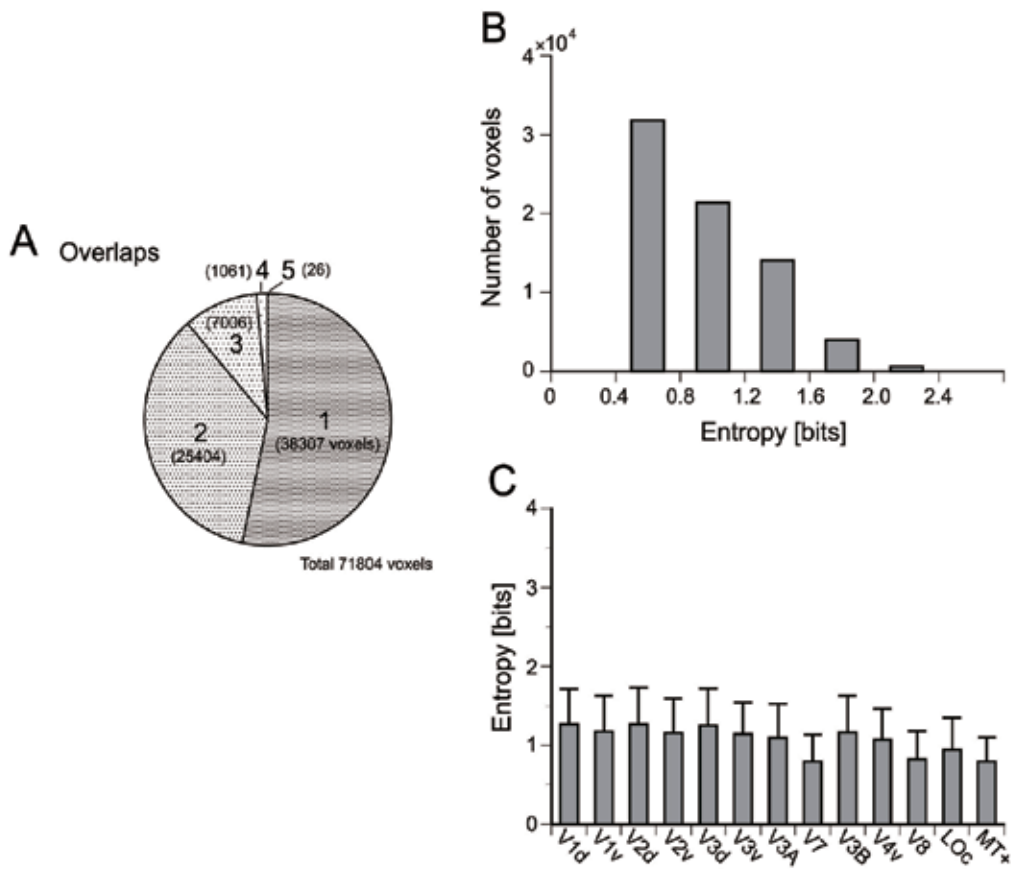 A
Overlaps
(1061) 4 5 (26)
(7006)
3
2
(25404)
1
(38307 voxels)
Total 71804 voxels
B
4 ×10⁴
3
2
1
0
Number of voxels
0 0.4 0.8 1.2 1.6 2.0 2.4
Entropy [bits]
C
4
3
2
1
0
Entropy [bits]
V1d V1v V2d V2v V3d V3v V3A V7 V3B V4v V8 LOc MT+